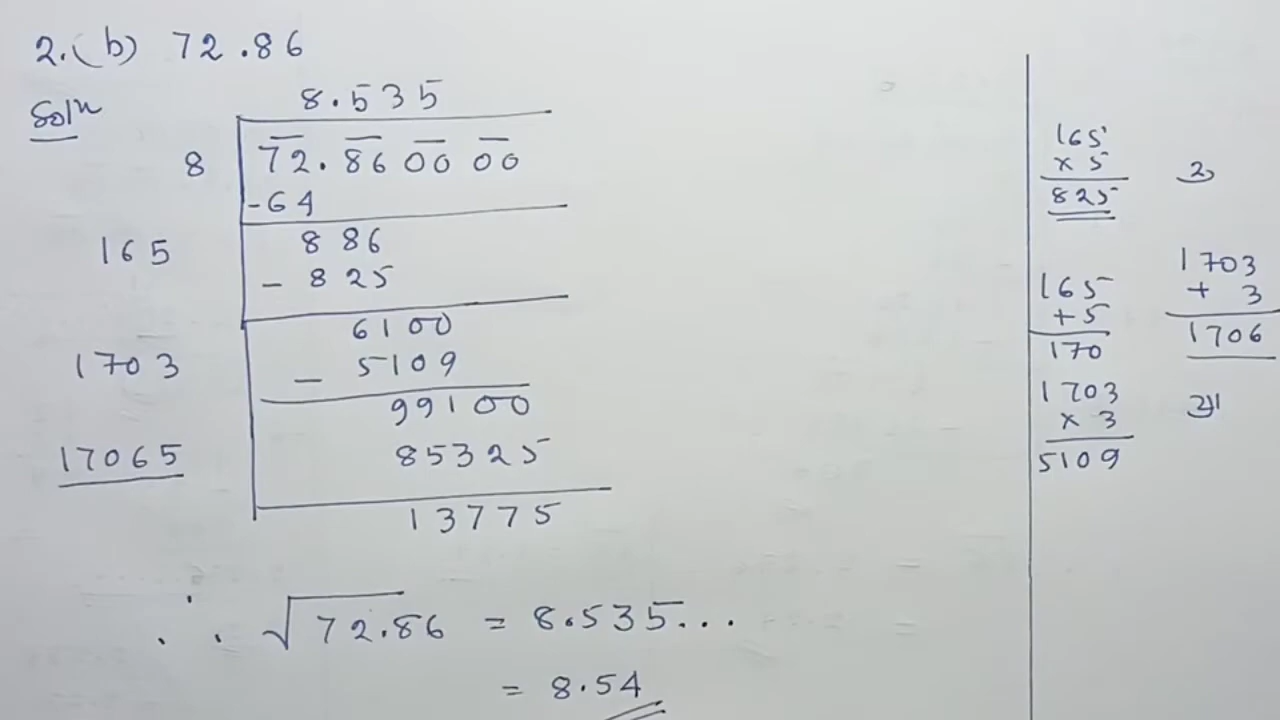 2.(b) 72.86
Solⁿ
8.535
8 72.86 00 00
-64
165 886
- 825
6100
1703 - 5109
99100
17065 85325
13775
∴ √72.86 = 8.535...
= 8.54
165
x 5
825
165
+5
170
1703
x 3
5109
1703
+ 3
1706